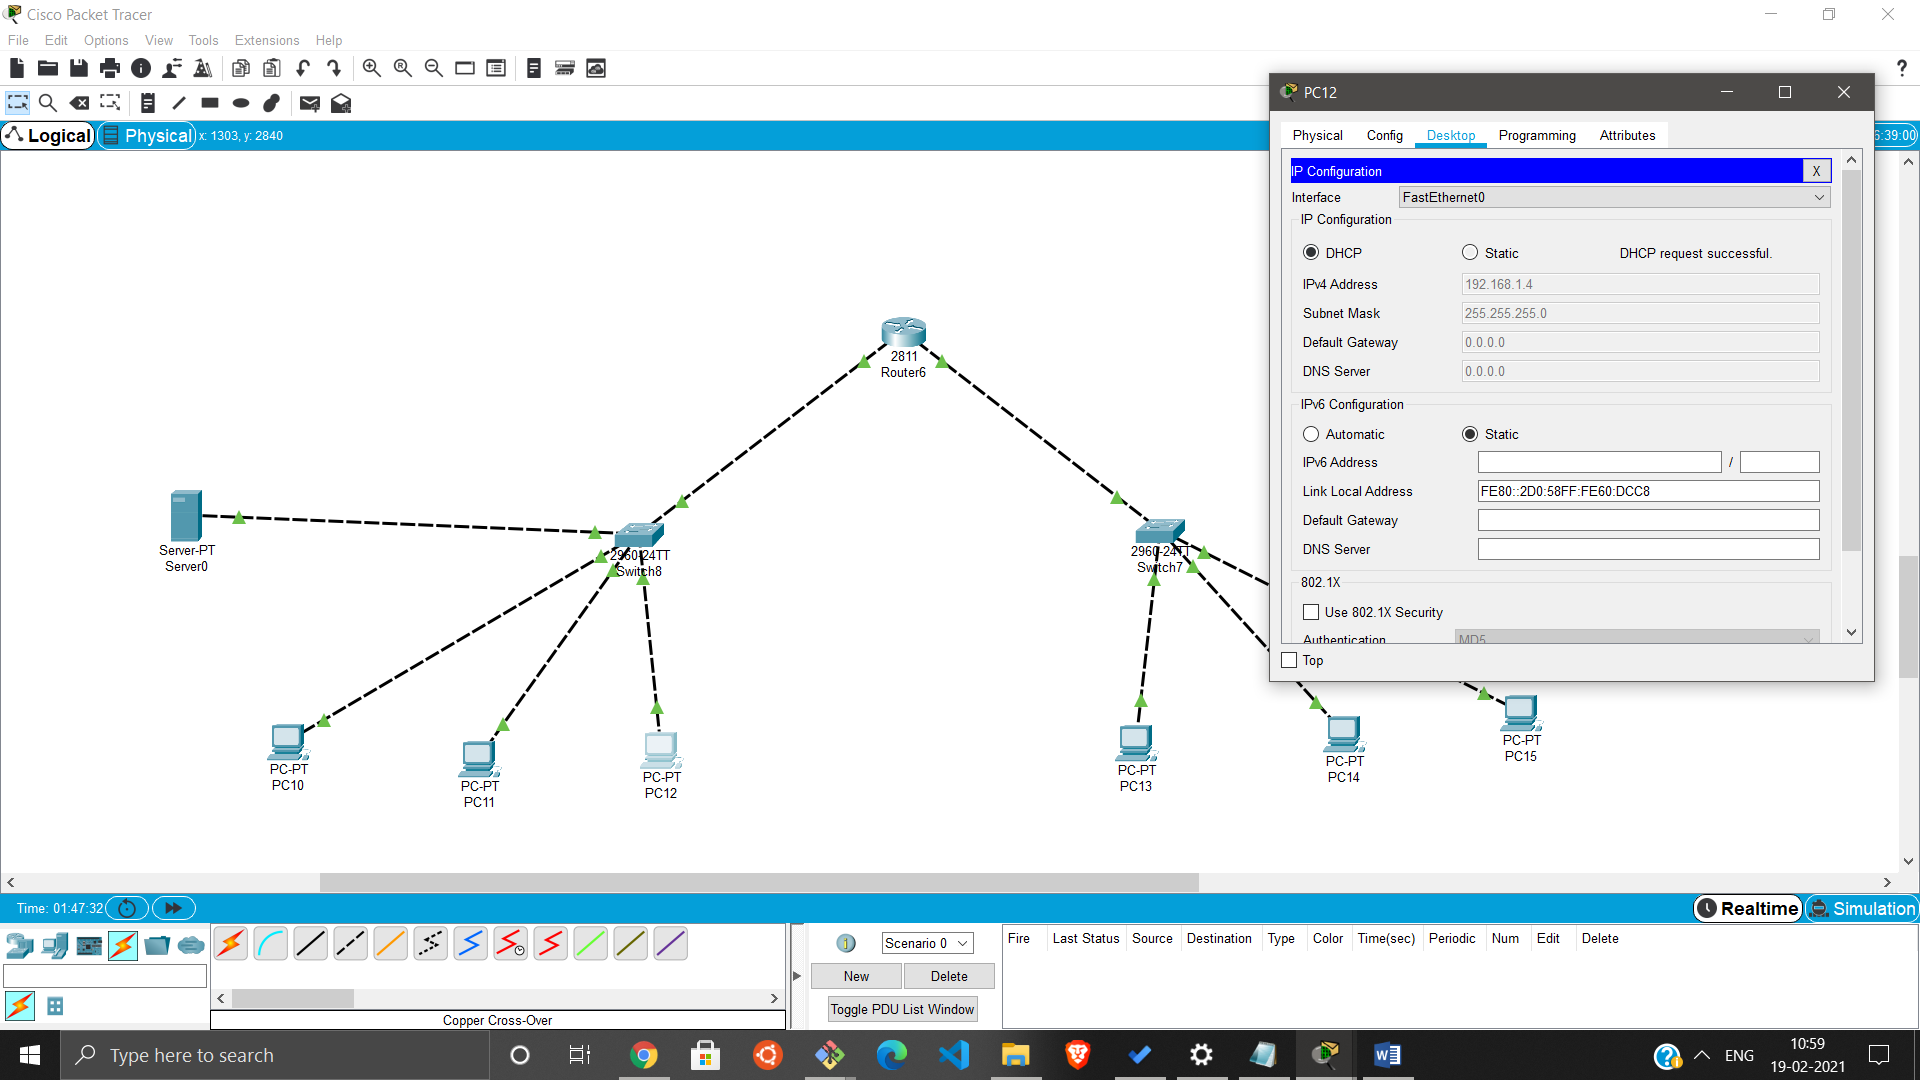 Cisco Packet Tracer
File Edit Options View Tools Extensions Help
?
Logical Physical x: 1303, y: 2840
6:39:00
2811
Router6
Server-PT
Server0
2960-24TT
Switch8
2960-24TT
Switch7
PC-PT
PC10
PC-PT
PC11
PC-PT
PC12
PC-PT
PC13
PC-PT
PC14
PC-PT
PC15
PC12
Physical Config Desktop Programming Attributes
IP Configuration X
Interface FastEthernet0
IP Configuration
DHCP Static DHCP request successful.
IPv4 Address 192.168.1.4
Subnet Mask 255.255.255.0
Default Gateway 0.0.0.0
DNS Server 0.0.0.0
IPv6 Configuration
Automatic Static
IPv6 Address /
Link Local Address FE80::2D0:58FF:FE60:DCC8
Default Gateway
DNS Server
802.1X
Use 802.1X Security
Authentication MD5
Top
Time: 01:47:32
Realtime Simulation
Scenario 0
New Delete
Toggle PDU List Window
Fire Last Status Source Destination Type Color Time(sec) Periodic Num Edit Delete
Copper Cross-Over
Type here to search
ENG
10:59
19-02-2021